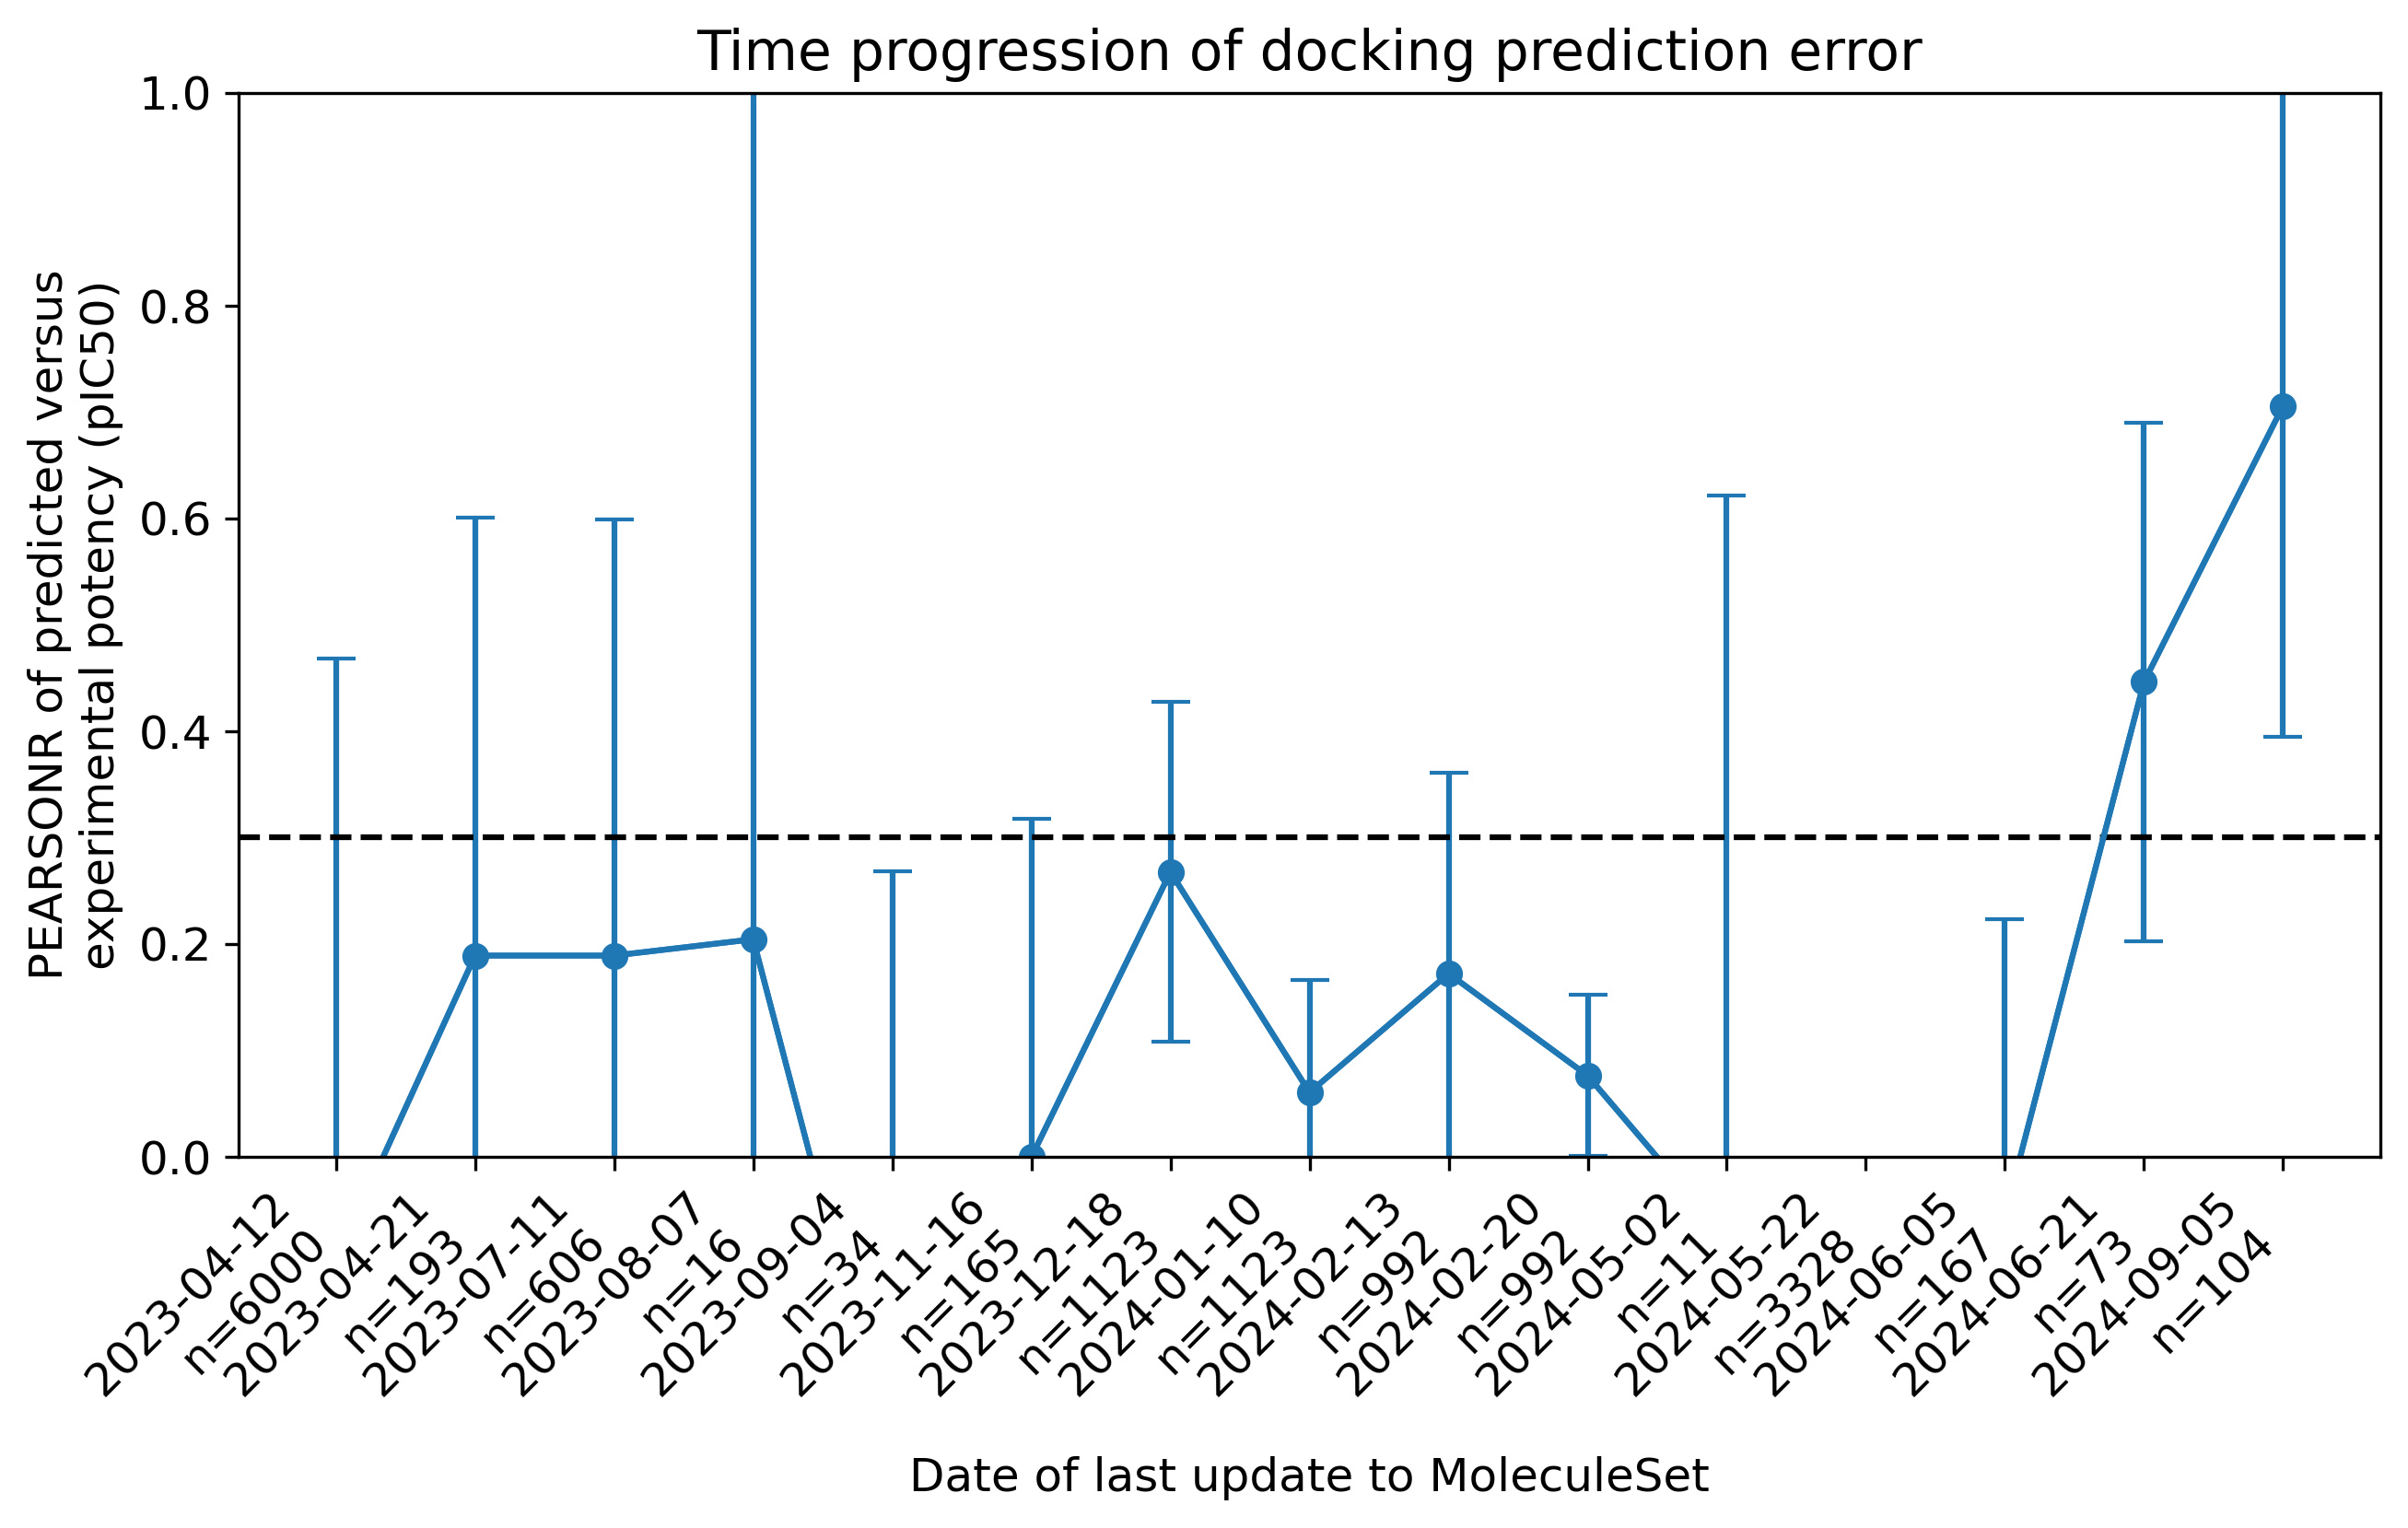 Time progression of docking prediction error
PEARSONR of predicted versus
experimental potency (pIC50)
1.0
0.8
0.6
0.4
0.2
0.0
2023-04-12
n=6000
2023-04-21
n=193
2023-07-11
n=606
2023-08-07
n=16
2023-09-04
n=34
2023-11-16
n=165
2023-12-18
n=1123
2024-01-10
n=1123
2024-02-13
n=992
2024-02-20
n=992
2024-05-02
n=11
2024-05-22
n=3328
2024-06-05
n=167
2024-06-21
n=73
2024-09-05
n=104
Date of last update to MoleculeSet